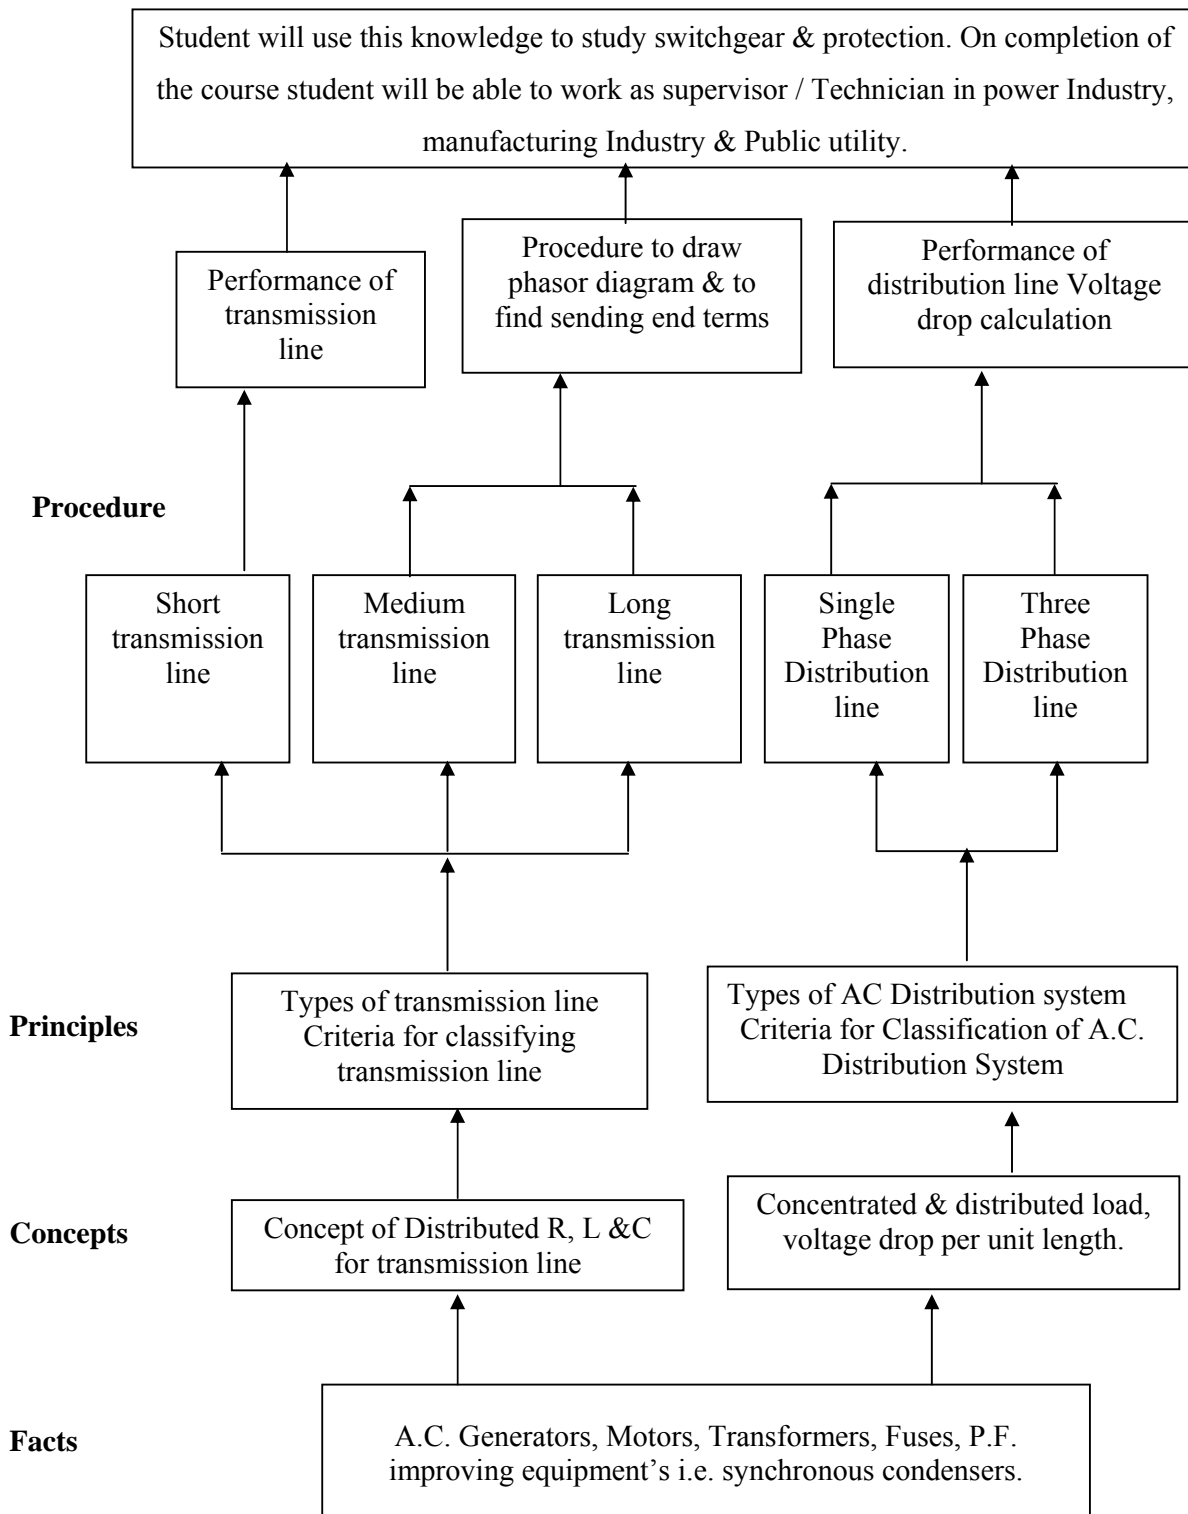 Student will use this knowledge to study switchgear & protection. On completion of
the course student will be able to work as supervisor / Technician in power Industry,
manufacturing Industry & Public utility.
Performance of
transmission
line
Procedure to draw
phasor diagram & to
find sending end terms
Performance of
distribution line Voltage
drop calculation
Procedure
Short
transmission
line
Medium
transmission
line
Long
transmission
line
Single
Phase
Distribution
line
Three
Phase
Distribution
line
Principles
Types of transmission line
Criteria for classifying
transmission line
Types of AC Distribution system
Criteria for Classification of A.C.
Distribution System
Concepts
Concept of Distributed R, L &C
for transmission line
Concentrated & distributed load,
voltage drop per unit length.
Facts
A.C. Generators, Motors, Transformers, Fuses, P.F.
improving equipment's i.e. synchronous condensers.